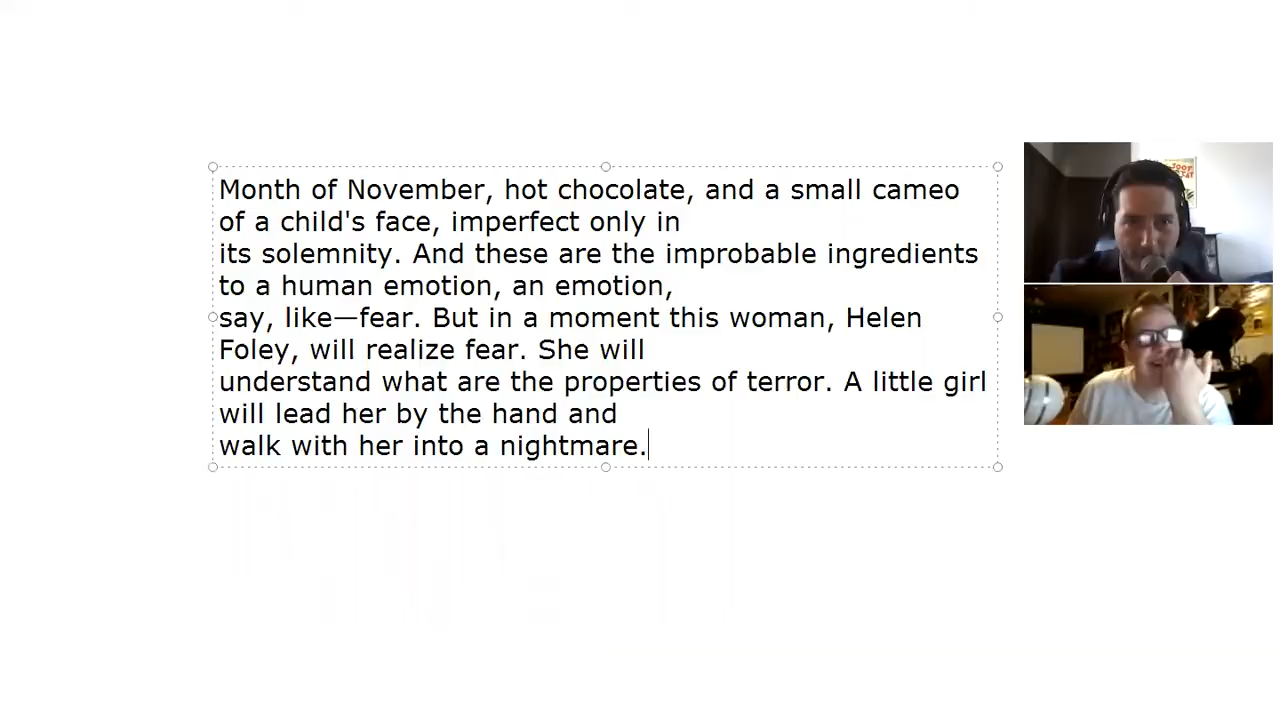 Month of November, hot chocolate, and a small cameo
of a child's face, imperfect only in
its solemnity. And these are the improbable ingredients
to a human emotion, an emotion,
say, like—fear. But in a moment this woman, Helen
Foley, will realize fear. She will
understand what are the properties of terror. A little girl
will lead her by the hand and
walk with her into a nightmare.